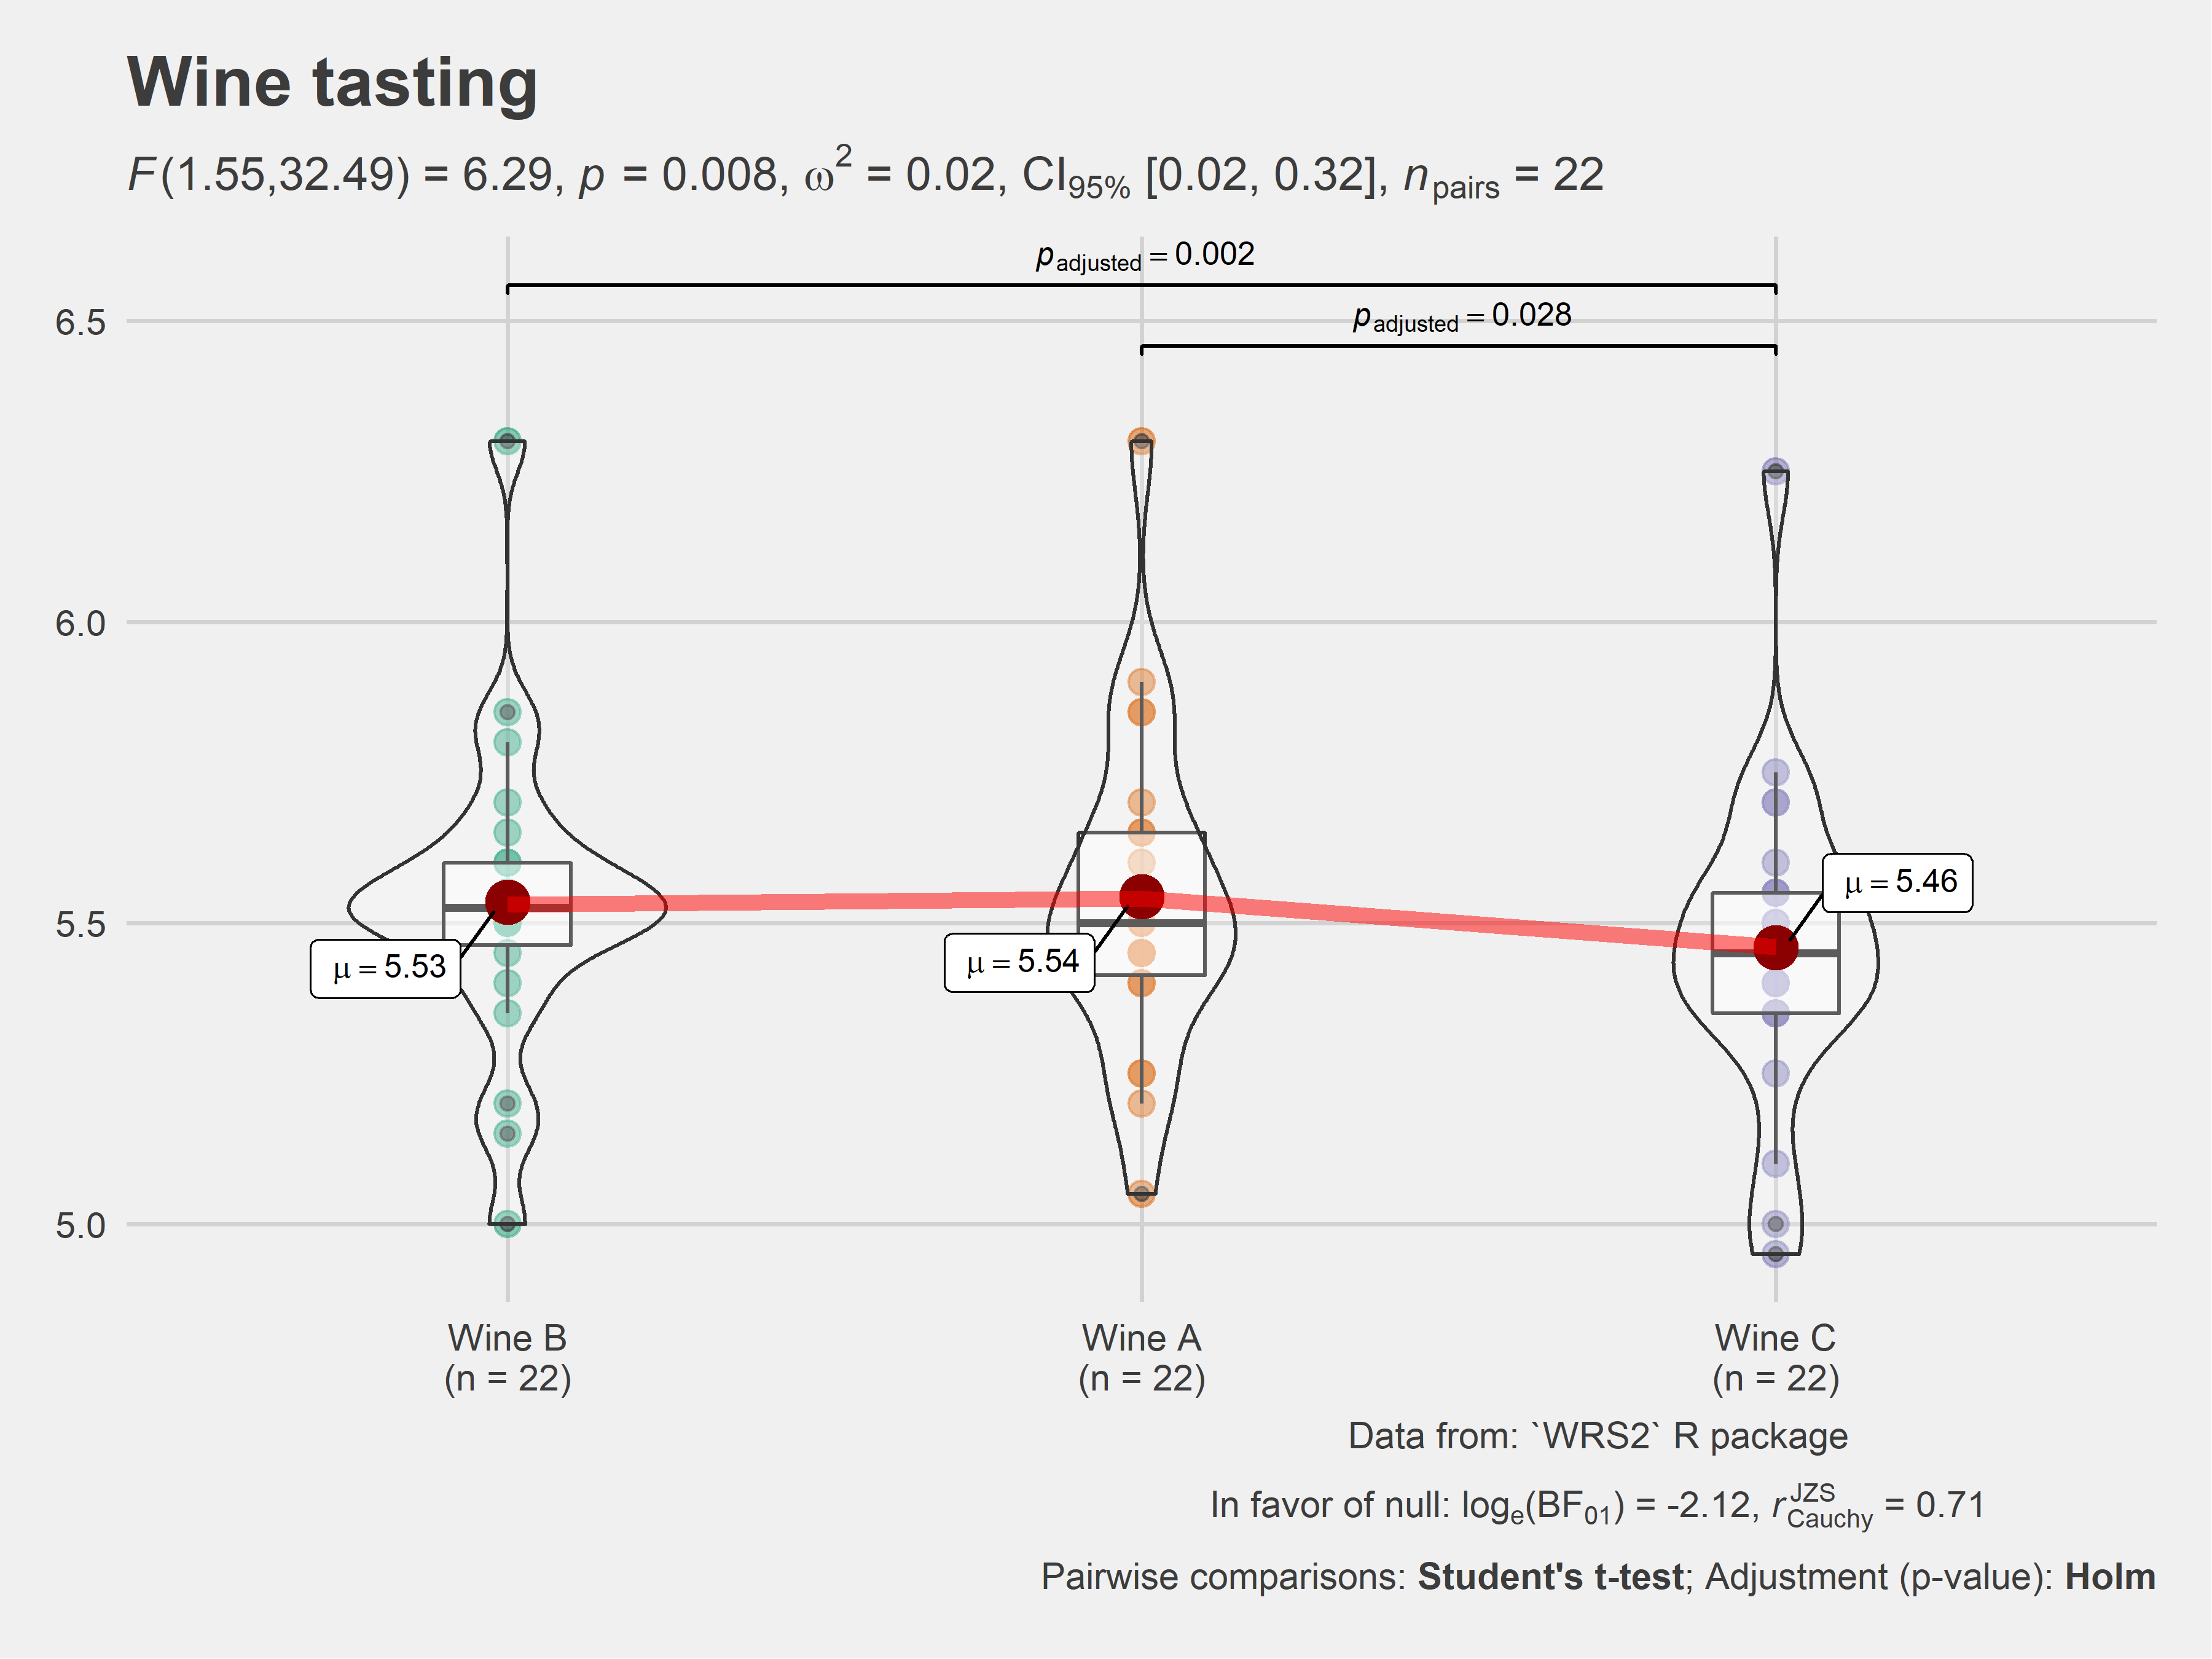 Wine tasting
F(1.55,32.49) = 6.29, p = 0.008, ω² = 0.02, CI95% [0.02, 0.32], npairs = 22
padjusted = 0.002
padjusted = 0.028
6.5
6.0
5.5
5.0
μ = 5.53
μ = 5.54
μ = 5.46
Wine B
(n = 22)
Wine A
(n = 22)
Wine C
(n = 22)
Data from: `WRS2` R package
In favor of null: loge(BF01) = -2.12, rJZSCauchy = 0.71
Pairwise comparisons: Student's t-test; Adjustment (p-value): Holm